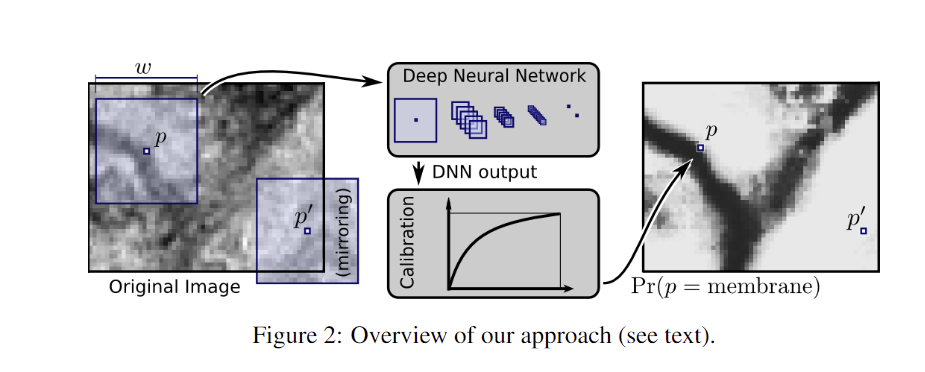 w
Deep Neural Network
p
p
DNN output
p′
(mirroring)
Calibration
p′
Original Image
Pr(p = membrane)
Figure 2: Overview of our approach (see text).